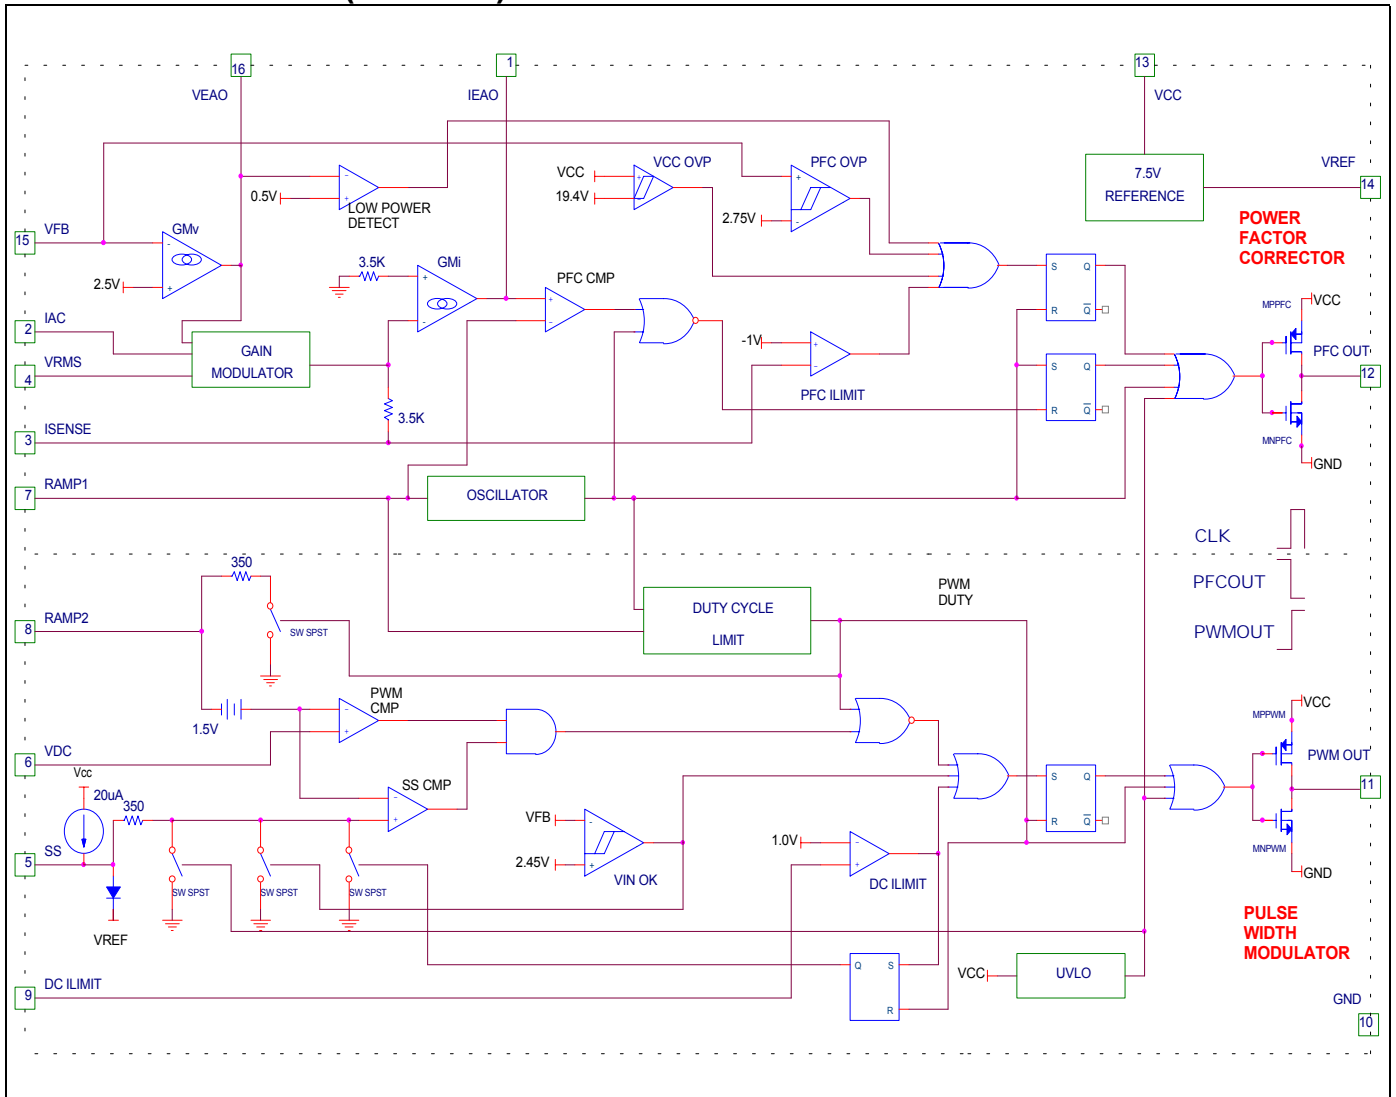 16
1
13
VEAO
IEAO
VCC
VCC OVP
PFC OVP
VCC
19.4V
0.5V
LOW POWER
DETECT
2.75V
7.5V
REFERENCE
VREF
14
POWER
FACTOR
CORRECTOR
VFB
15
GMv
2.5V
3.5K
GMi
PFC CMP
S Q
R Q
MPPFC
VCC
IAC
2
GAIN
MODULATOR
-1V
PFC OUT
12
VRMS
4
PFC ILIMIT
S Q
R Q
3.5K
MNPFC
ISENSE
3
GND
RAMP1
7
OSCILLATOR
CLK
350
PFCOUT
PWM
DUTY
DUTY CYCLE
LIMIT
RAMP2
8
SW SPST
PWMOUT
PWM
CMP
1.5V
MPPWM
VCC
VDC
6
PWM OUT
11
Vcc
20uA
350
SS CMP
S Q
R Q
VFB
2.45V
VIN OK
1.0V
DC ILIMIT
MNPWM
SS
5
SW SPST
SW SPST
SW SPST
GND
VREF
PULSE
WIDTH
MODULATOR
Q S
R
VCC
UVLO
DC ILIMIT
9
GND
10